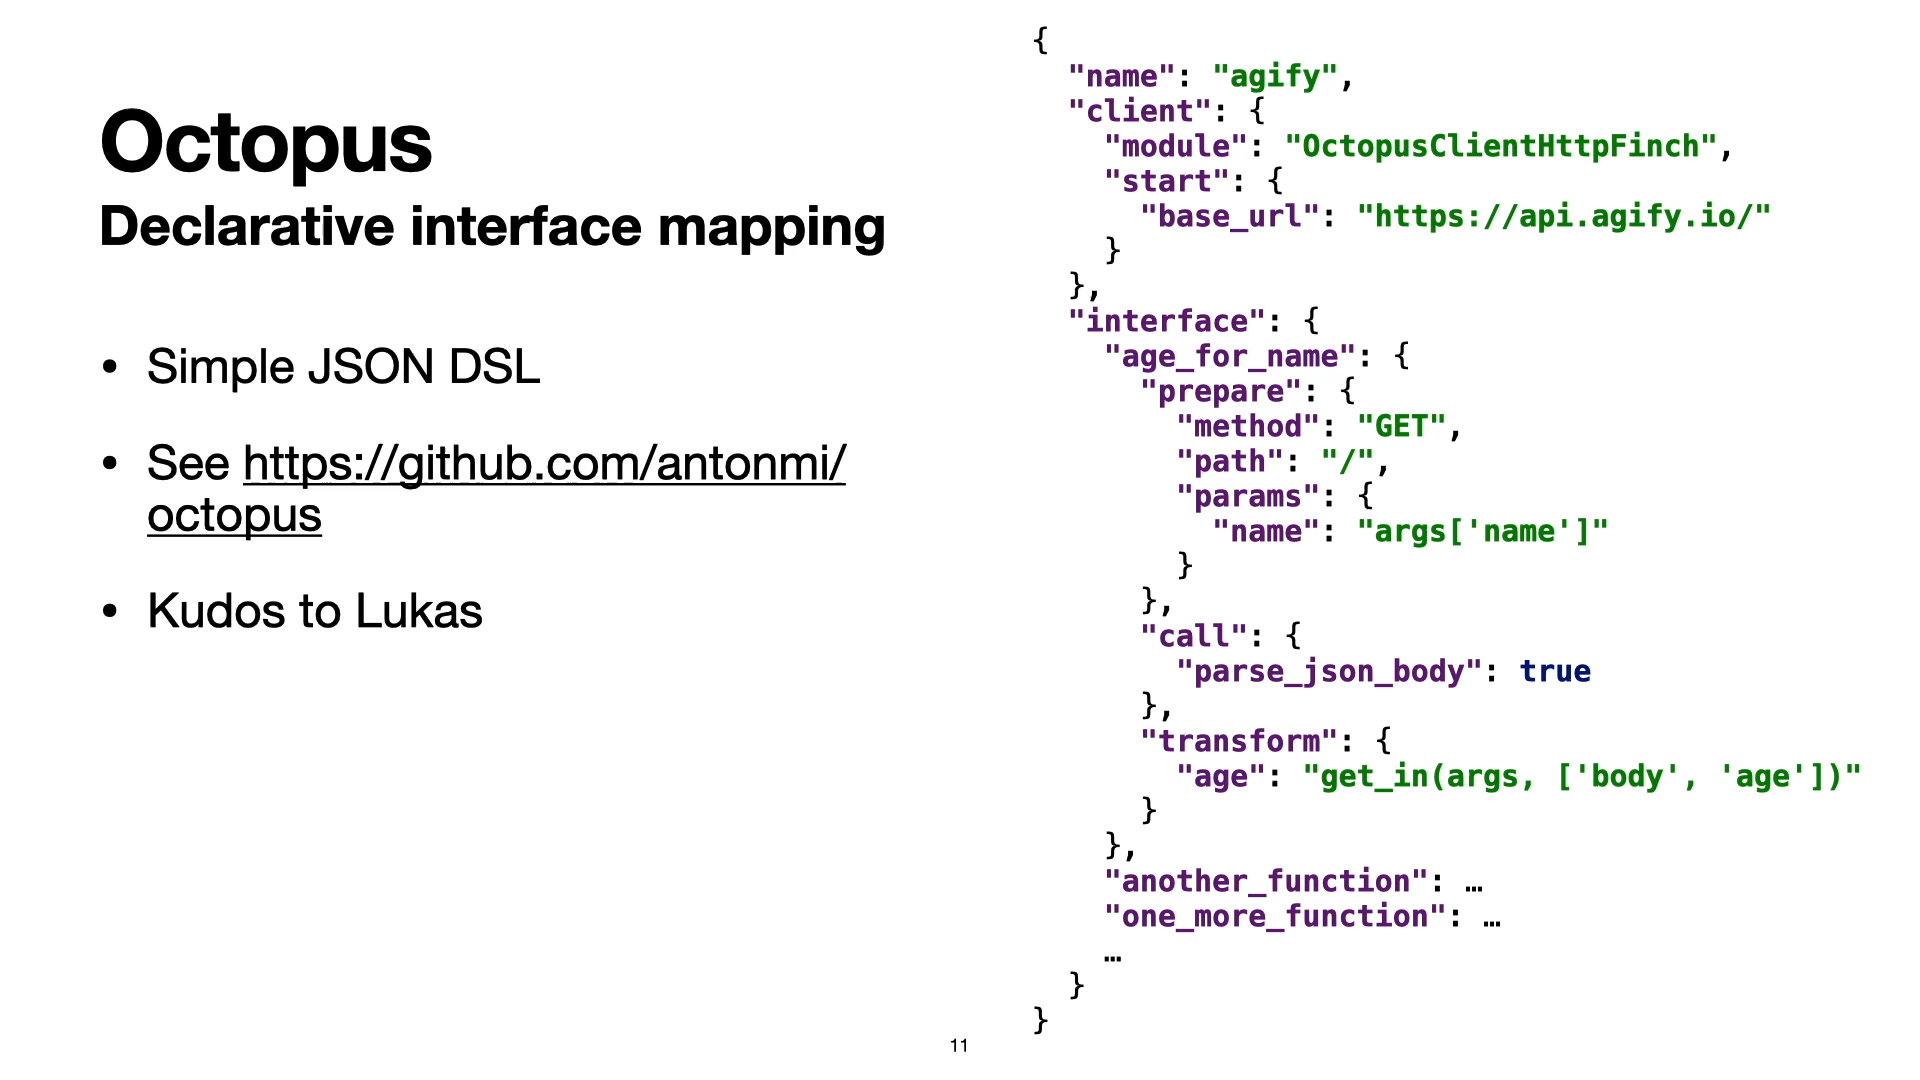 Octopus
Declarative interface mapping
• Simple JSON DSL
• See https://github.com/antonmi/
octopus
• Kudos to Lukas
{
  "name": "agify",
  "client": {
    "module": "OctopusClientHttpFinch",
    "start": {
      "base_url": "https://api.agify.io/"
    }
  },
  "interface": {
    "age_for_name": {
      "prepare": {
        "method": "GET",
        "path": "/",
        "params": {
          "name": "args['name']"
        }
      },
      "call": {
        "parse_json_body": true
      },
      "transform": {
        "age": "get_in(args, ['body', 'age'])"
      }
    },
    "another_function": …
    "one_more_function": …
    …
  }
}
11